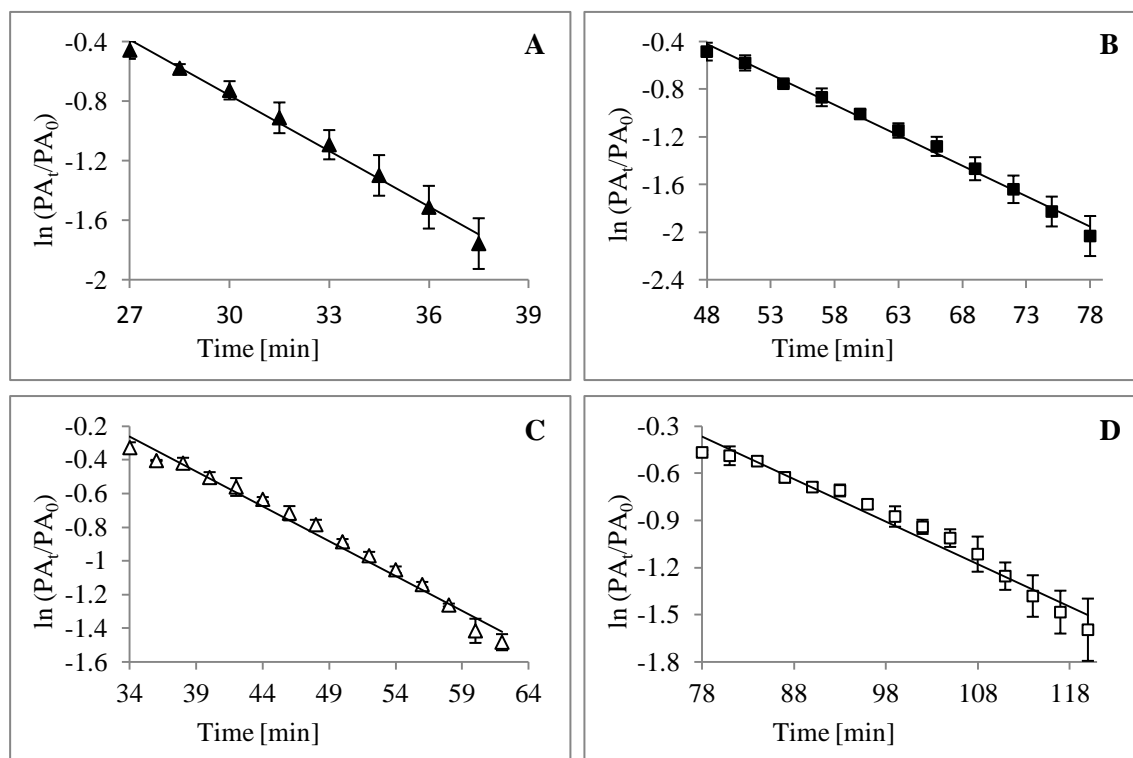 A
-0.4
-0.8
-1.2
-1.6
-2
27 30 33 36 39
ln (PAt/PA0)
Time [min]
B
-0.4
-0.8
-1.2
-1.6
-2
-2.4
48 53 58 63 68 73 78
ln (PAt/PA0)
Time [min]
C
-0.2
-0.4
-0.6
-0.8
-1
-1.2
-1.4
-1.6
34 39 44 49 54 59 64
ln (PAt/PA0)
Time [min]
D
-0.3
-0.6
-0.9
-1.2
-1.5
-1.8
78 88 98 108 118
ln (PAt/PA0)
Time [min]